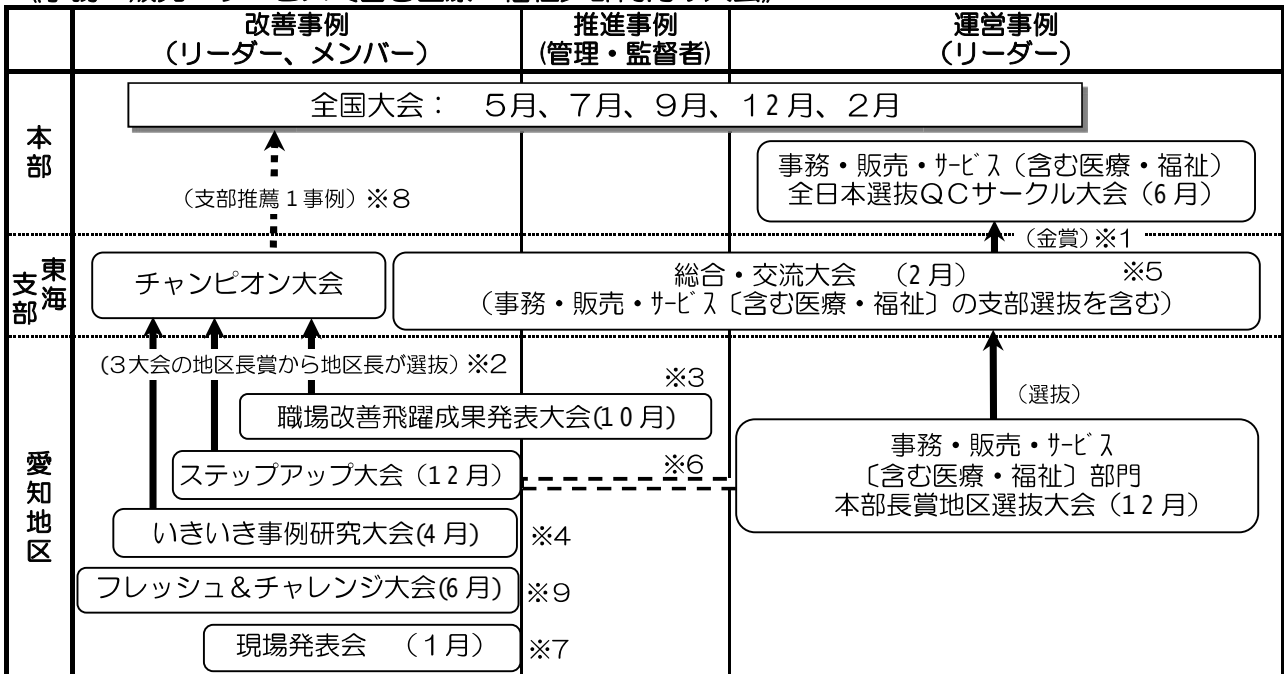 改善事例
（リーダー、メンバー）
推進事例
(管理・監督者)
運営事例
（リーダー）
本部
全国大会： ５月、７月、９月、１２月、２月
事務・販売・ｻｰﾋﾞｽ（含む医療・福祉）
全日本選抜ＱＣサークル大会（６月）
（支部推薦１事例）※８
（金賞）※１
東海
支部
チャンピオン大会
総合・交流大会 （２月） ※５
（事務・販売・ｻｰﾋﾞｽ〔含む医療・福祉〕の支部選抜を含む）
愛知地区
(３大会の地区長賞から地区長が選抜）※２
※３
（選抜）
職場改善飛躍成果発表大会(１０月）
事務・販売・ｻｰﾋﾞｽ
〔含む医療・福祉〕部門
本部長賞地区選抜大会（１２月）
ステップアップ大会（１２月）
※６
いきいき事例研究大会(４月）
※４
フレッシュ＆チャレンジ大会(６月）
※９
現場発表会 （１月）
※７